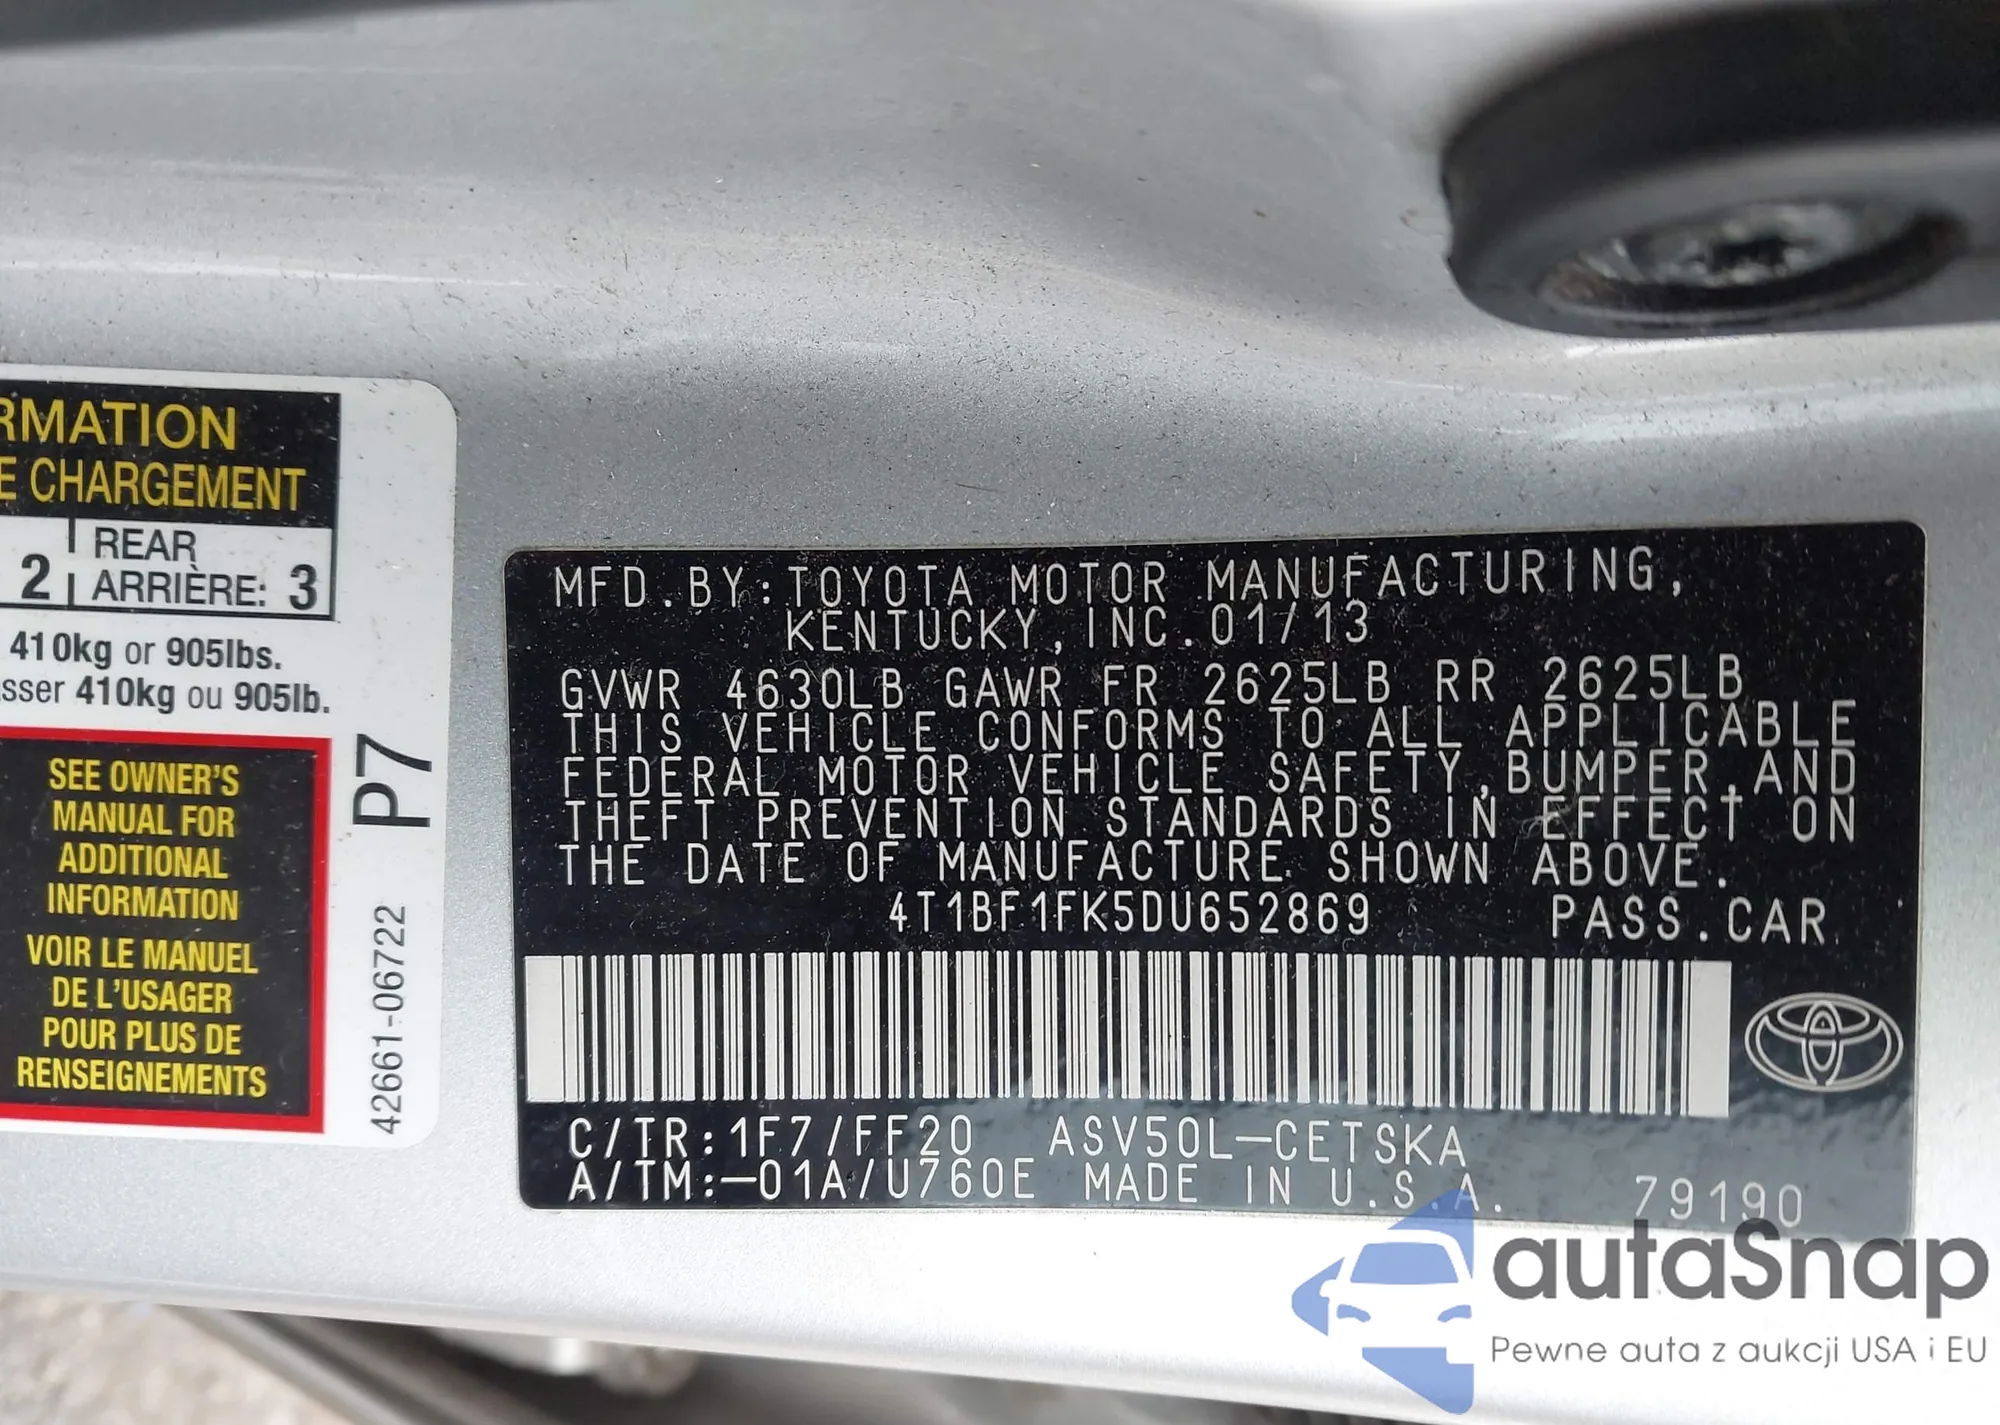 RMATION
E CHARGEMENT
2 REAR
ARRIÈRE: 3
410kg or 905lbs.
sser 410kg ou 905lb.
SEE OWNER'S
MANUAL FOR
ADDITIONAL
INFORMATION
VOIR LE MANUEL
DE L'USAGER
POUR PLUS DE
RENSEIGNEMENTS
P7
42661-06722
MFD.BY:TOYOTA MOTOR MANUFACTURING,
KENTUCKY,INC.01/13
GVWR 4630LB GAWR FR 2625LB RR 2625LB
THIS VEHICLE CONFORMS TO ALL APPLICABLE
FEDERAL MOTOR VEHICLE SAFETY,BUMPER,AND
THEFT PREVENTION STANDARDS IN EFFECT ON
THE DATE OF MANUFACTURE SHOWN ABOVE.
4T1BF1FK5DU652869 PASS.CAR
C/TR:1F7/FF20 ASV50L-CETSKA
A/TM:-01A/U760E MADE IN U.S.A.
79190
autaSnap
Pewne auta z aukcji USA i EU